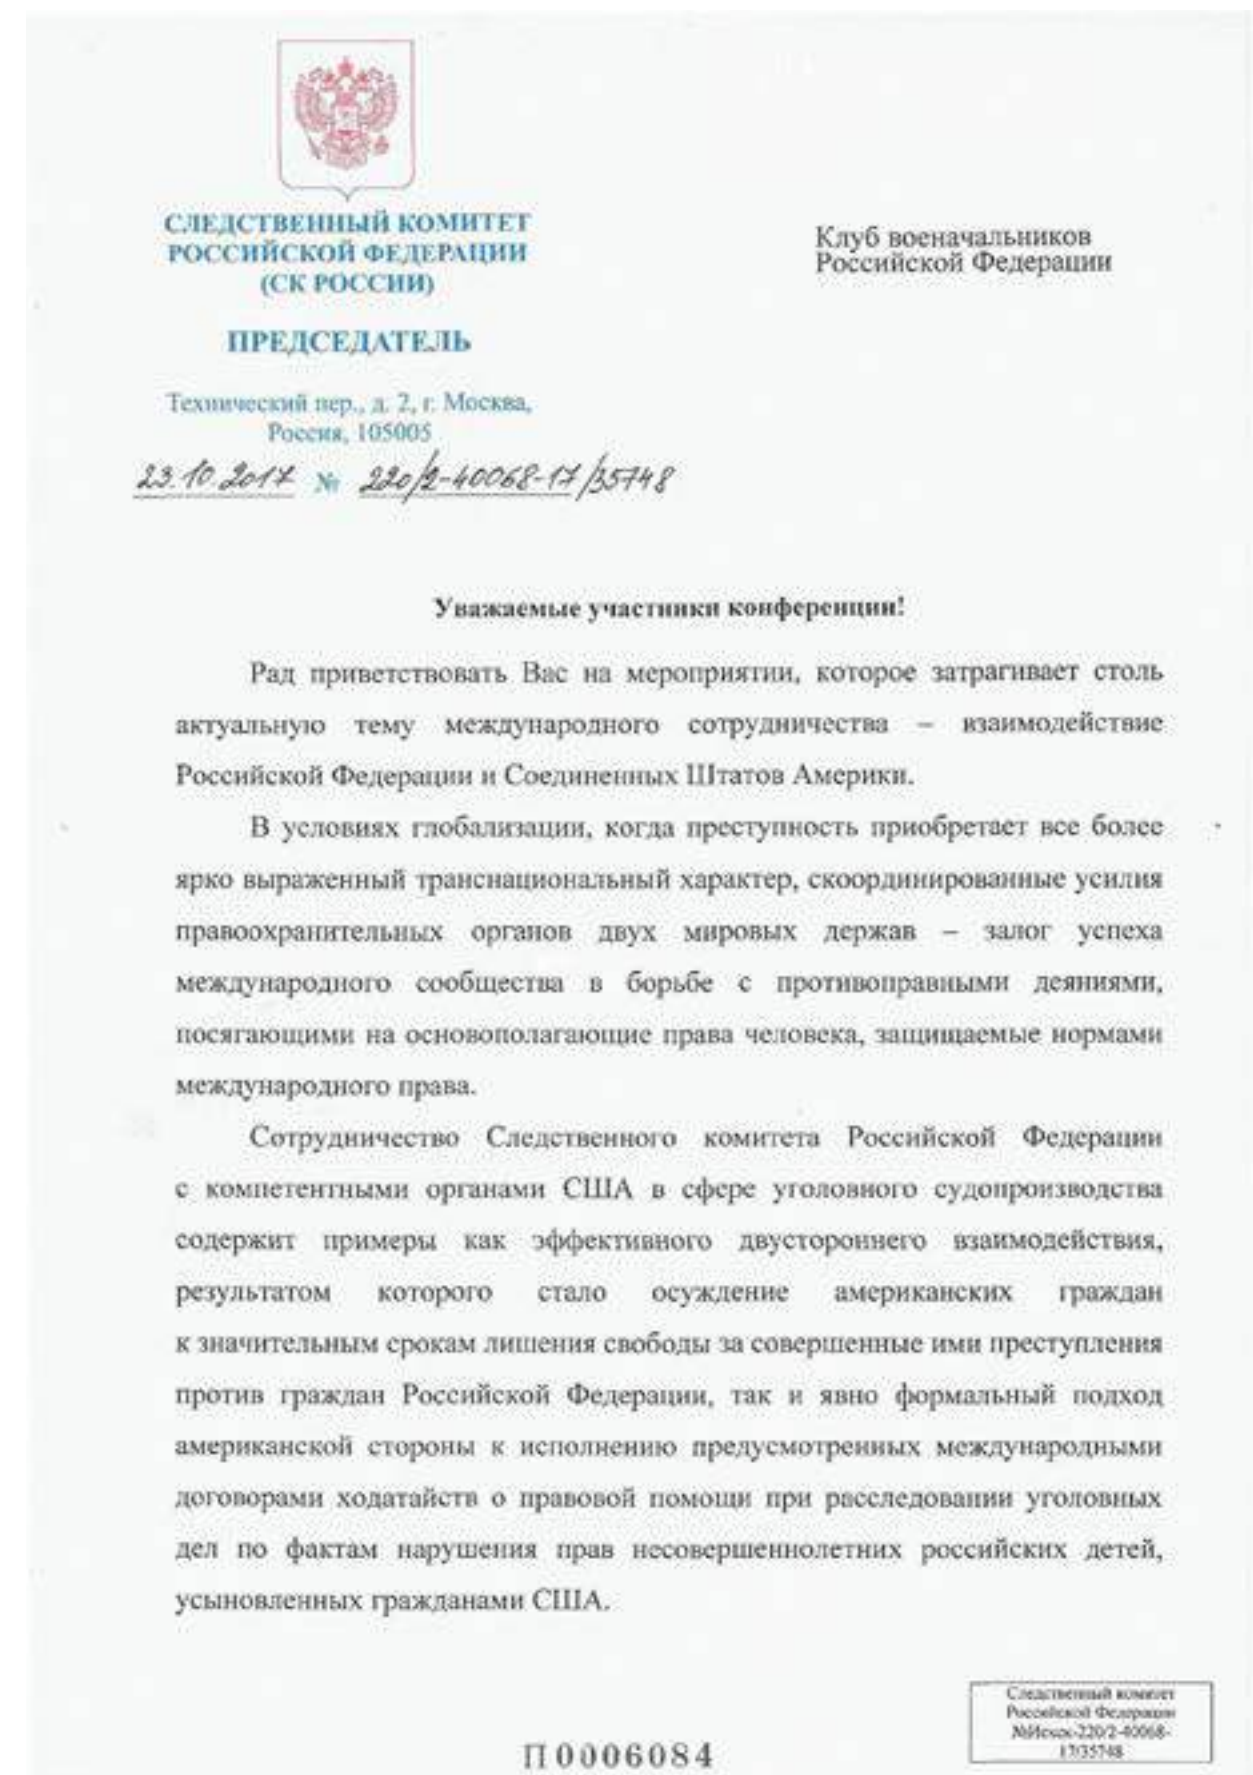 СЛЕДСТВЕННЫЙ КОМИТЕТ
РОССИЙСКОЙ ФЕДЕРАЦИИ
(СК РОССИИ)
ПРЕДСЕДАТЕЛЬ
Технический пер., д. 2, г. Москва,
Россия, 105005
23.10.2017 № 220/2-40068-17/35748
Клуб военачальников
Российской Федерации
Уважаемые участники конференции!
Рад приветствовать Вас на мероприятии, которое затрагивает столь
актуальную тему международного сотрудничества – взаимодействие
Российской Федерации и Соединенных Штатов Америки.
В условиях глобализации, когда преступность приобретает все более
ярко выраженный транснациональный характер, скоординированные усилия
правоохранительных органов двух мировых держав – залог успеха
международного сообщества в борьбе с противоправными деяниями,
посягающими на основополагающие права человека, защищаемые нормами
международного права.
Сотрудничество Следственного комитета Российской Федерации
с компетентными органами США в сфере уголовного судопроизводства
содержит примеры как эффективного двустороннего взаимодействия,
результатом которого стало осуждение американских граждан
к значительным срокам лишения свободы за совершенные ими преступления
против граждан Российской Федерации, так и явно формальный подход
американской стороны к исполнению предусмотренных международными
договорами ходатайств о правовой помощи при расследовании уголовных
дел по фактам нарушения прав несовершеннолетних российских детей,
усыновленных гражданами США.
Следственный комитет
Российской Федерации
№Исхск-220/2-40068-
17/35748
П 0006084